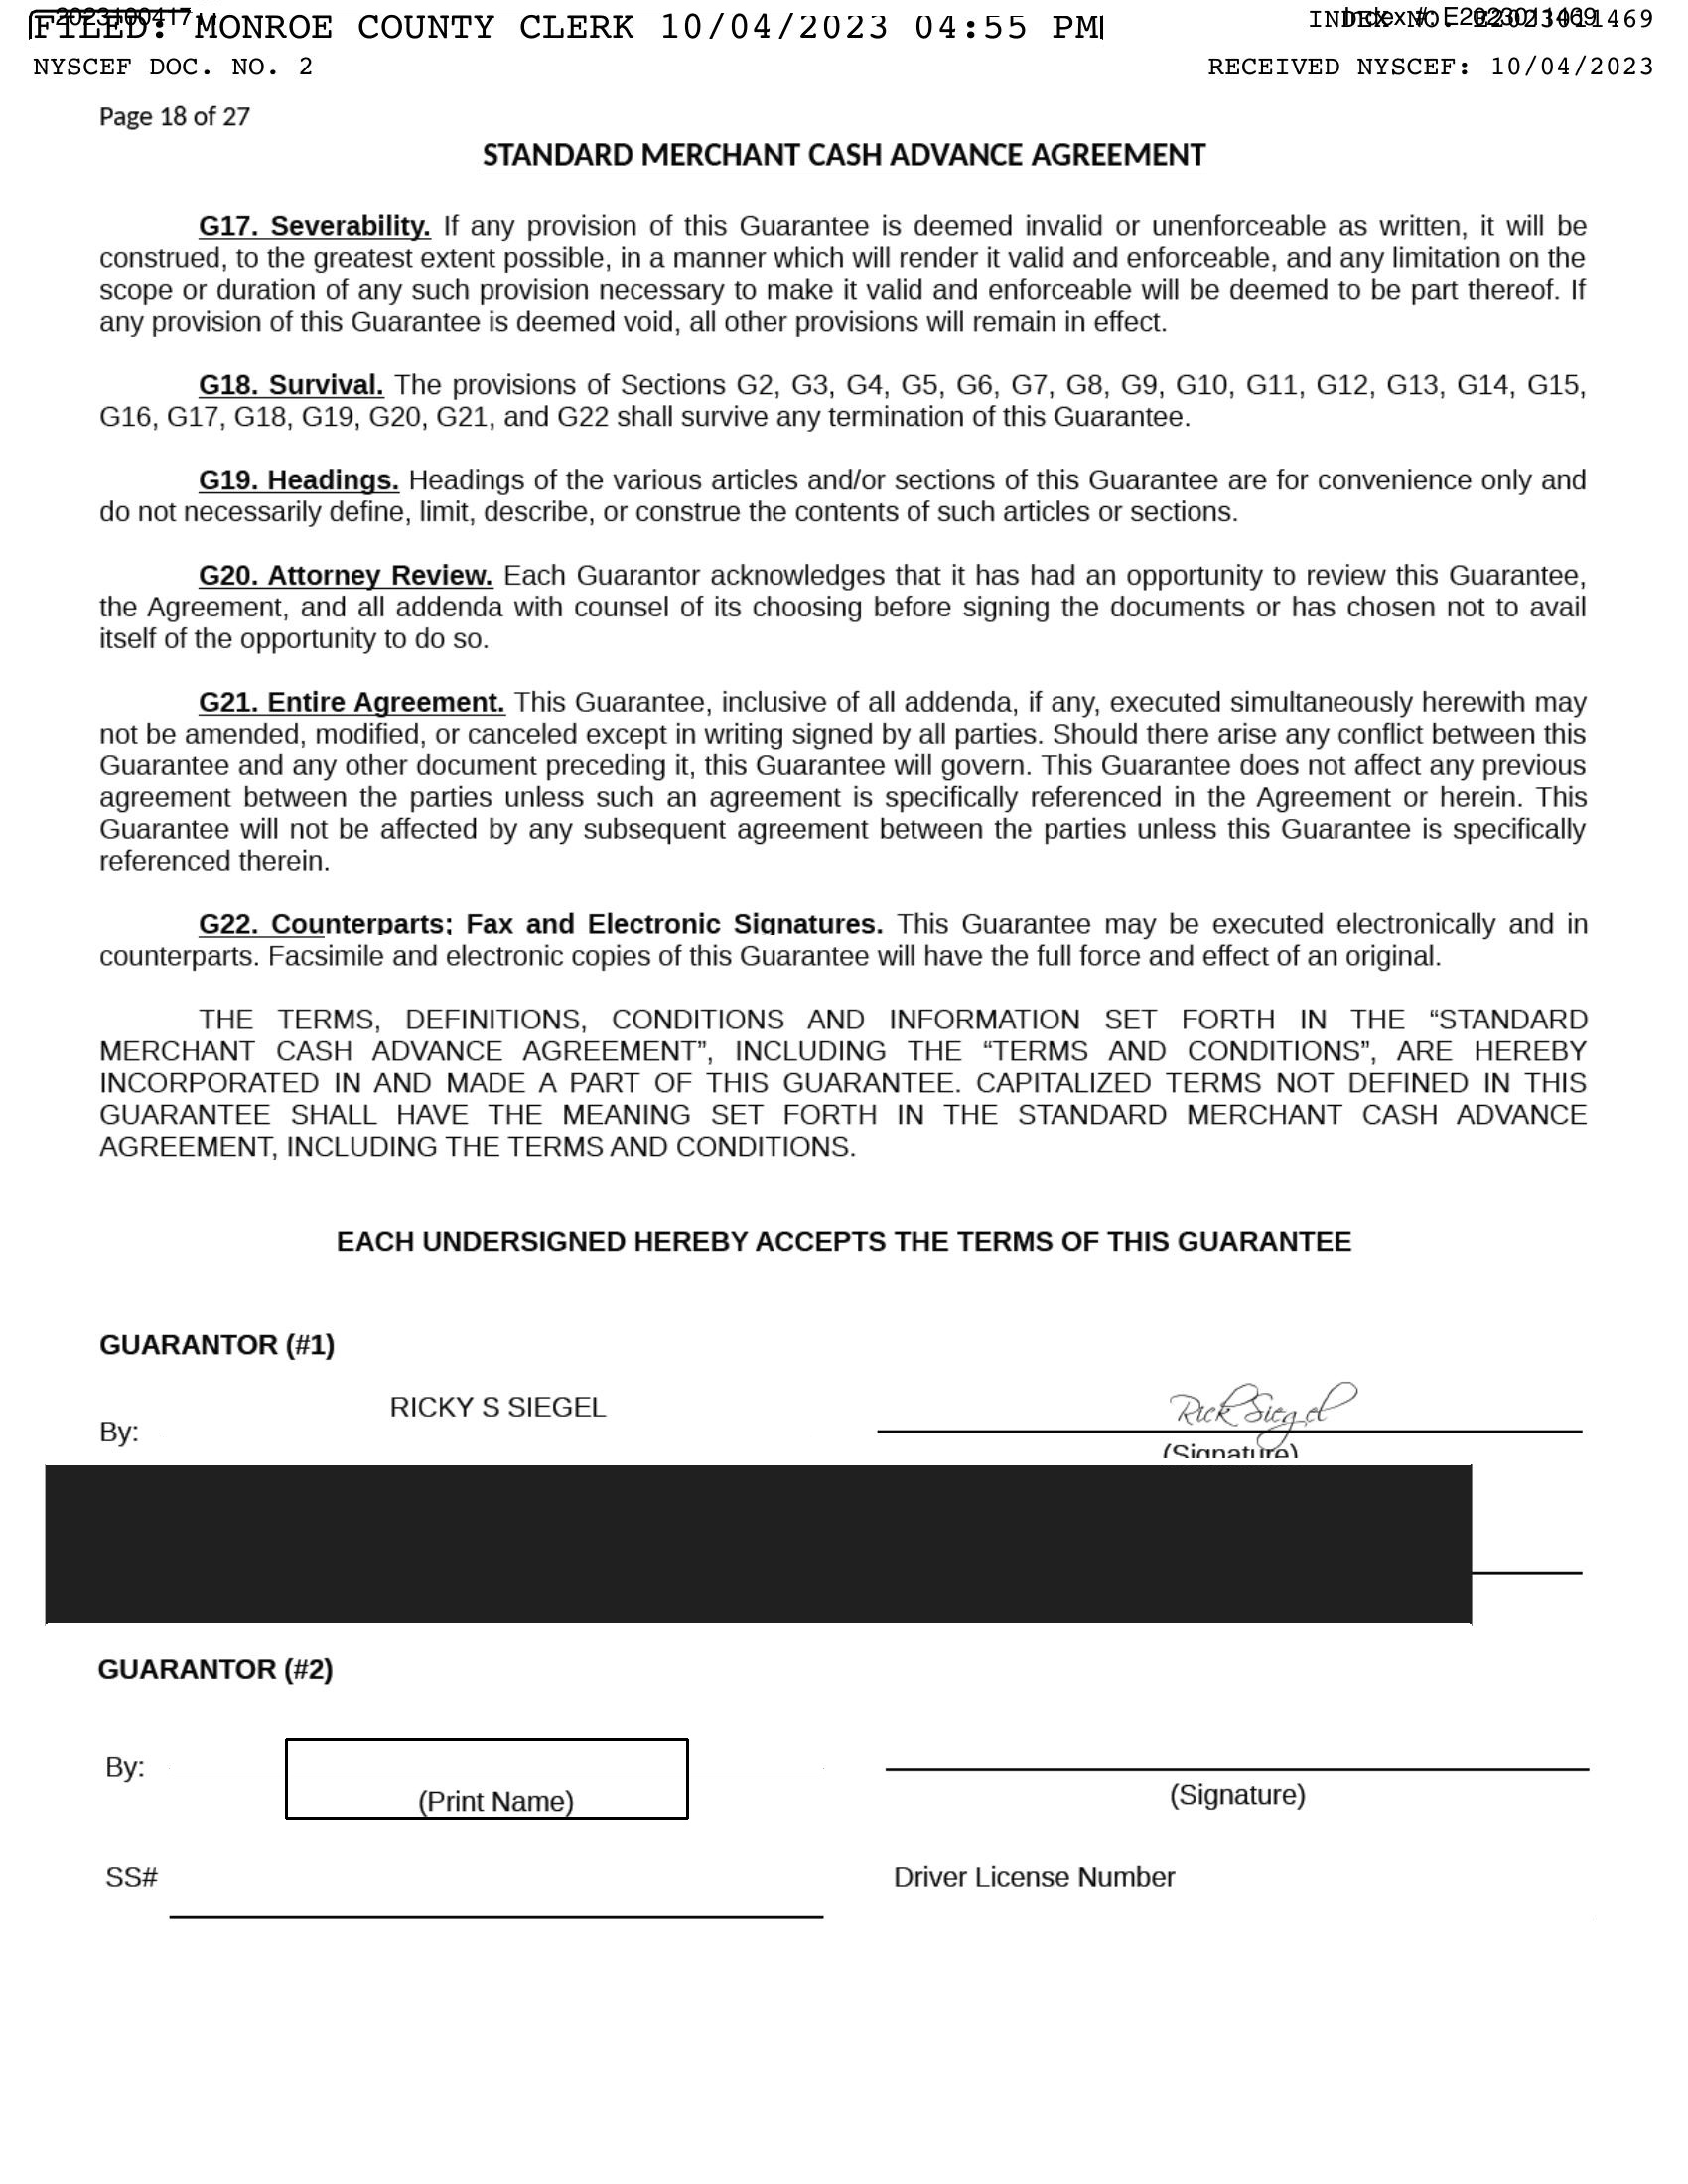 202310041711
FILED: MONROE COUNTY CLERK 10/04/2023 04:55 PM
INDEX NO. E2023011469
Index #: E2023011469
NYSCEF DOC. NO. 2
RECEIVED NYSCEF: 10/04/2023
Page 18 of 27
STANDARD MERCHANT CASH ADVANCE AGREEMENT
G17. Severability. If any provision of this Guarantee is deemed invalid or unenforceable as written, it will be
construed, to the greatest extent possible, in a manner which will render it valid and enforceable, and any limitation on the
scope or duration of any such provision necessary to make it valid and enforceable will be deemed to be part thereof. If
any provision of this Guarantee is deemed void, all other provisions will remain in effect.
G18. Survival. The provisions of Sections G2, G3, G4, G5, G6, G7, G8, G9, G10, G11, G12, G13, G14, G15,
G16, G17, G18, G19, G20, G21, and G22 shall survive any termination of this Guarantee.
G19. Headings. Headings of the various articles and/or sections of this Guarantee are for convenience only and
do not necessarily define, limit, describe, or construe the contents of such articles or sections.
G20. Attorney Review. Each Guarantor acknowledges that it has had an opportunity to review this Guarantee,
the Agreement, and all addenda with counsel of its choosing before signing the documents or has chosen not to avail
itself of the opportunity to do so.
G21. Entire Agreement. This Guarantee, inclusive of all addenda, if any, executed simultaneously herewith may
not be amended, modified, or canceled except in writing signed by all parties. Should there arise any conflict between this
Guarantee and any other document preceding it, this Guarantee will govern. This Guarantee does not affect any previous
agreement between the parties unless such an agreement is specifically referenced in the Agreement or herein. This
Guarantee will not be affected by any subsequent agreement between the parties unless this Guarantee is specifically
referenced therein.
G22. Counterparts; Fax and Electronic Signatures. This Guarantee may be executed electronically and in
counterparts. Facsimile and electronic copies of this Guarantee will have the full force and effect of an original.
THE TERMS, DEFINITIONS, CONDITIONS AND INFORMATION SET FORTH IN THE “STANDARD
MERCHANT CASH ADVANCE AGREEMENT”, INCLUDING THE “TERMS AND CONDITIONS”, ARE HEREBY
INCORPORATED IN AND MADE A PART OF THIS GUARANTEE. CAPITALIZED TERMS NOT DEFINED IN THIS
GUARANTEE SHALL HAVE THE MEANING SET FORTH IN THE STANDARD MERCHANT CASH ADVANCE
AGREEMENT, INCLUDING THE TERMS AND CONDITIONS.
EACH UNDERSIGNED HEREBY ACCEPTS THE TERMS OF THIS GUARANTEE
GUARANTOR (#1)
By: RICKY S SIEGEL Rick Siegel
(Signature)
GUARANTOR (#2)
By:
(Print Name) (Signature)
SS# Driver License Number